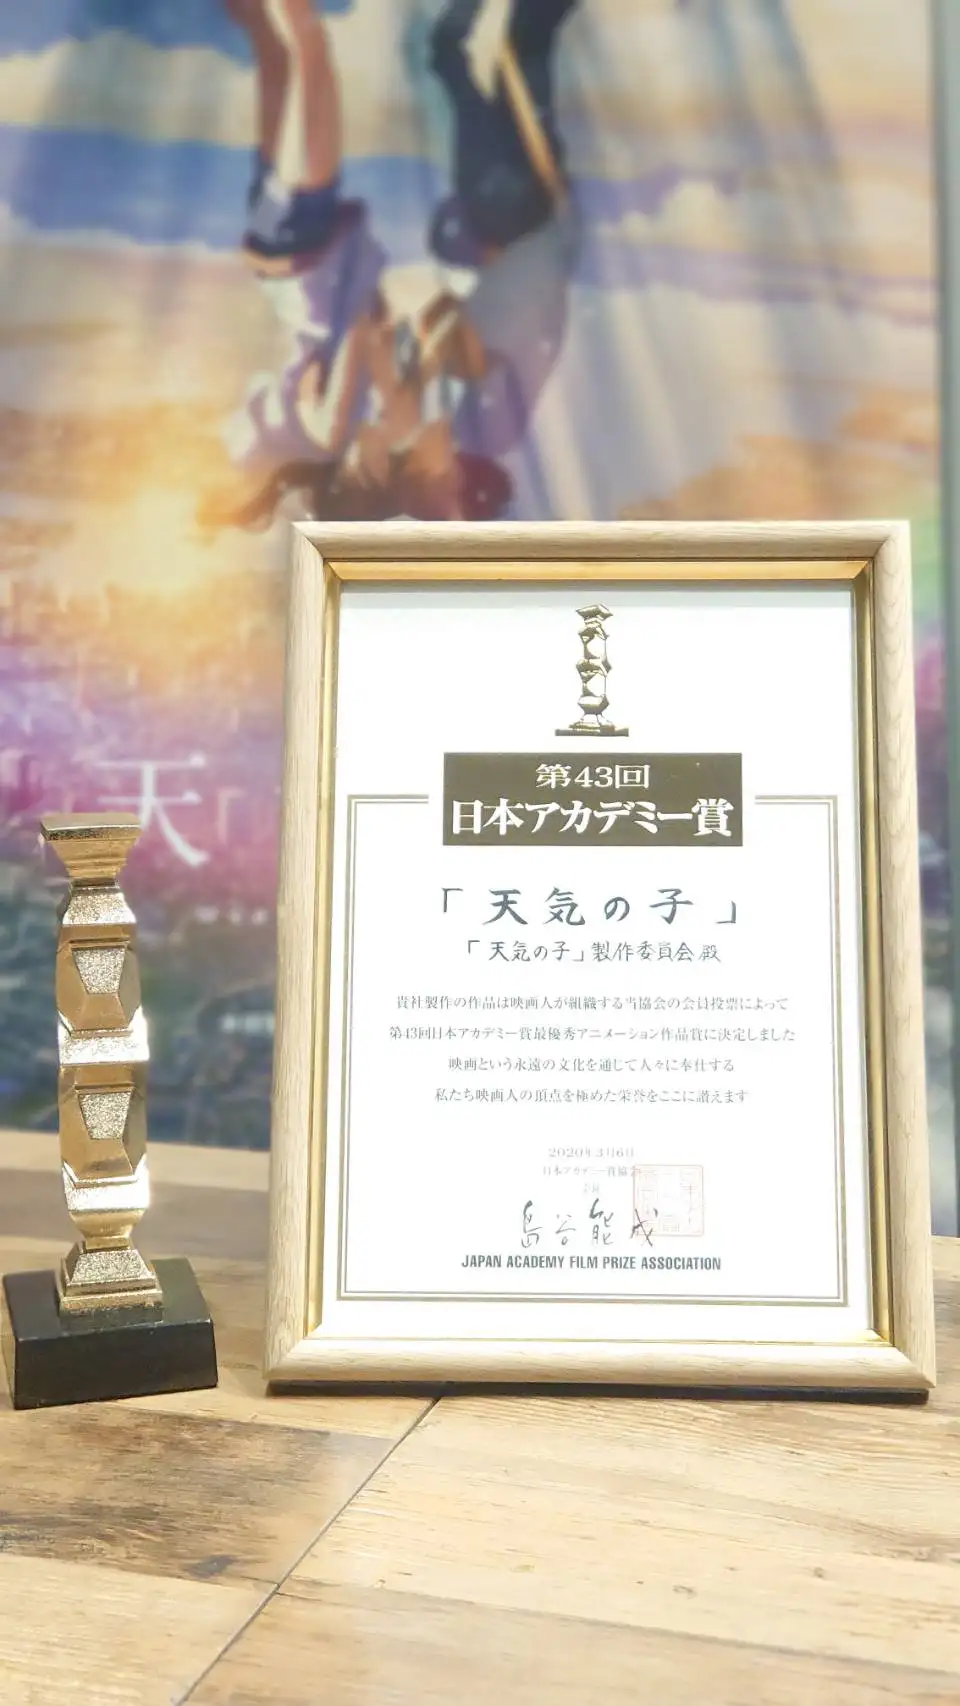 天
第43回
日本アカデミー賞
「天気の子」
「天気の子」製作委員会 殿
貴社製作の作品は映画人が組織する当協会の会員投票によって
第43回日本アカデミー賞最優秀アニメーション作品賞に決定しました
映画という永遠の文化を通じて人々に奉仕する
私たち映画人の頂点を極めた栄誉をここに讃えます
2020年3月6日
日本アカデミー賞協会
会長
島谷能成
JAPAN ACADEMY FILM PRIZE ASSOCIATION